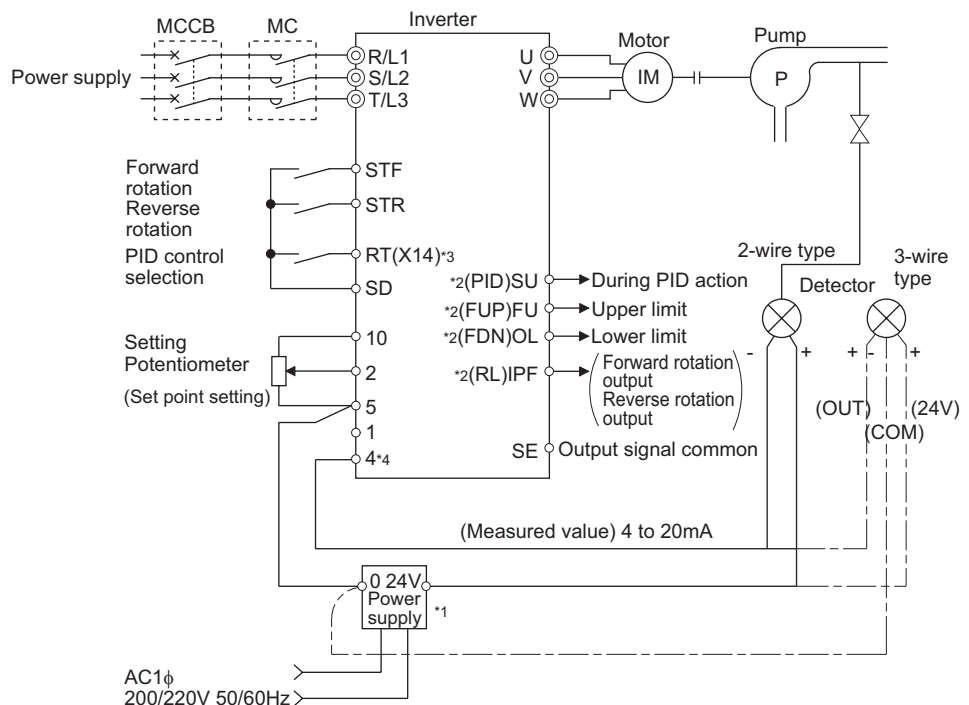 Inverter
MCCB
MC
Power supply
R/L1
S/L2
T/L3
U
V
W
Motor
IM
Pump
P
Forward
rotation
Reverse
rotation
PID control
selection
STF
STR
RT(X14)*3
SD
Setting
Potentiometer
(Set point setting)
10
2
5
1
4*4
*2(PID)SU
During PID action
*2(FUP)FU
Upper limit
*2(FDN)OL
Lower limit
*2(RL)IPF
Forward rotation
output
Reverse rotation
output
SE
Output signal common
2-wire type
Detector
3-wire
type
- +
+ - +
(OUT)
(24V)
(COM)
(Measured value) 4 to 20mA
0 24V
Power
supply
*1
AC1ϕ
200/220V 50/60Hz